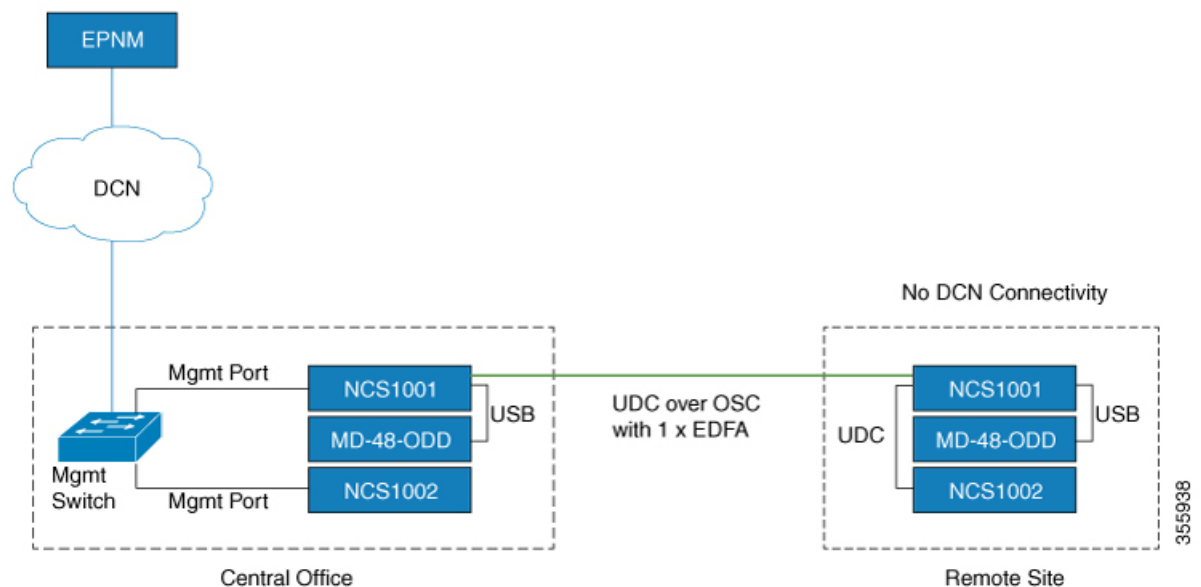 EPNM
DCN
No DCN Connectivity
Mgmt Port
NCS1001
USB
MD-48-ODD
NCS1002
Mgmt
Switch
Mgmt Port
UDC over OSC
with 1 x EDFA
NCS1001
UDC
USB
MD-48-ODD
NCS1002
355938
Central Office
Remote Site